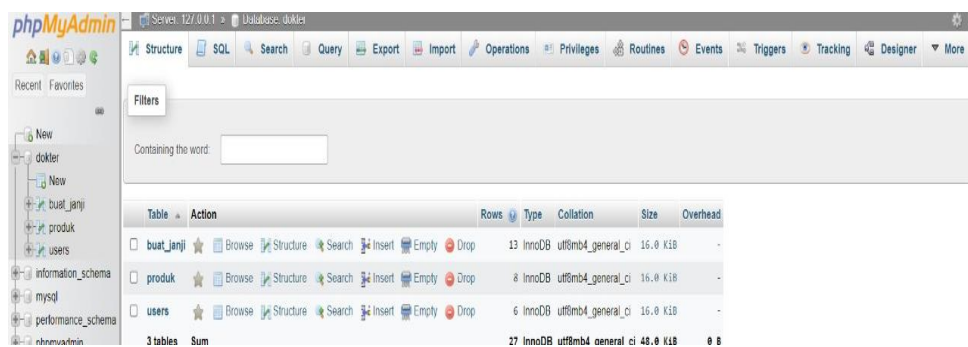 phpMyAdmin
Recent Favorites
New
dokter
New
buat_janji
produk
users
information_schema
mysql
performance_schema
phpmyadmin
Server: 127.0.0.1 » Database: dokter
Structure SQL Search Query Export Import Operations Privileges Routines Events Triggers Tracking Designer More
Filters
Containing the word:
Table Action Rows Type Collation Size Overhead
buat_janji Browse Structure Search Insert Empty Drop 13 InnoDB utf8mb4_general_ci 16.0 KiB -
produk Browse Structure Search Insert Empty Drop 8 InnoDB utf8mb4_general_ci 16.0 KiB -
users Browse Structure Search Insert Empty Drop 6 InnoDB utf8mb4_general_ci 16.0 KiB -
3 tables Sum 27 InnoDB utf8mb4_general_ci 48.0 KiB 0 B